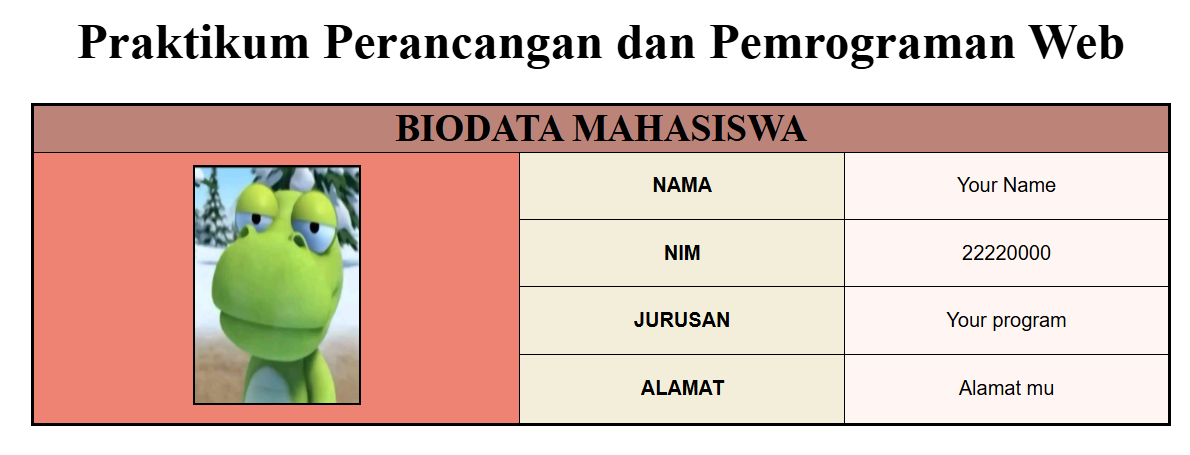 Praktikum Perancangan dan Pemrograman Web
BIODATA MAHASISWA
NAMA Your Name
NIM 22220000
JURUSAN Your program
ALAMAT Alamat mu